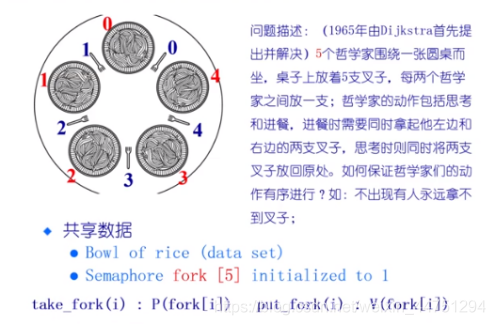 0
1
0
1
4
2
4
2
3
3
问题描述：（1965年由Dijkstra首先提
出并解决）5个哲学家围绕一张圆桌而
坐，桌子上放着5支叉子，每两个哲学
家之间放一支；哲学家的动作包括思考
和进餐，进餐时需要同时拿起他左边和
右边的两支叉子，思考时则同时将两支
叉子放回原处。如何保证哲学家们的动
作有序进行？如：不出现有人永远拿不
到叉子；
共享数据
Bowl of rice (data set)
Semaphore fork [5] initialized to 1
take_fork(i) : P(fork[i]) put_fork(i) : V(fork[i])